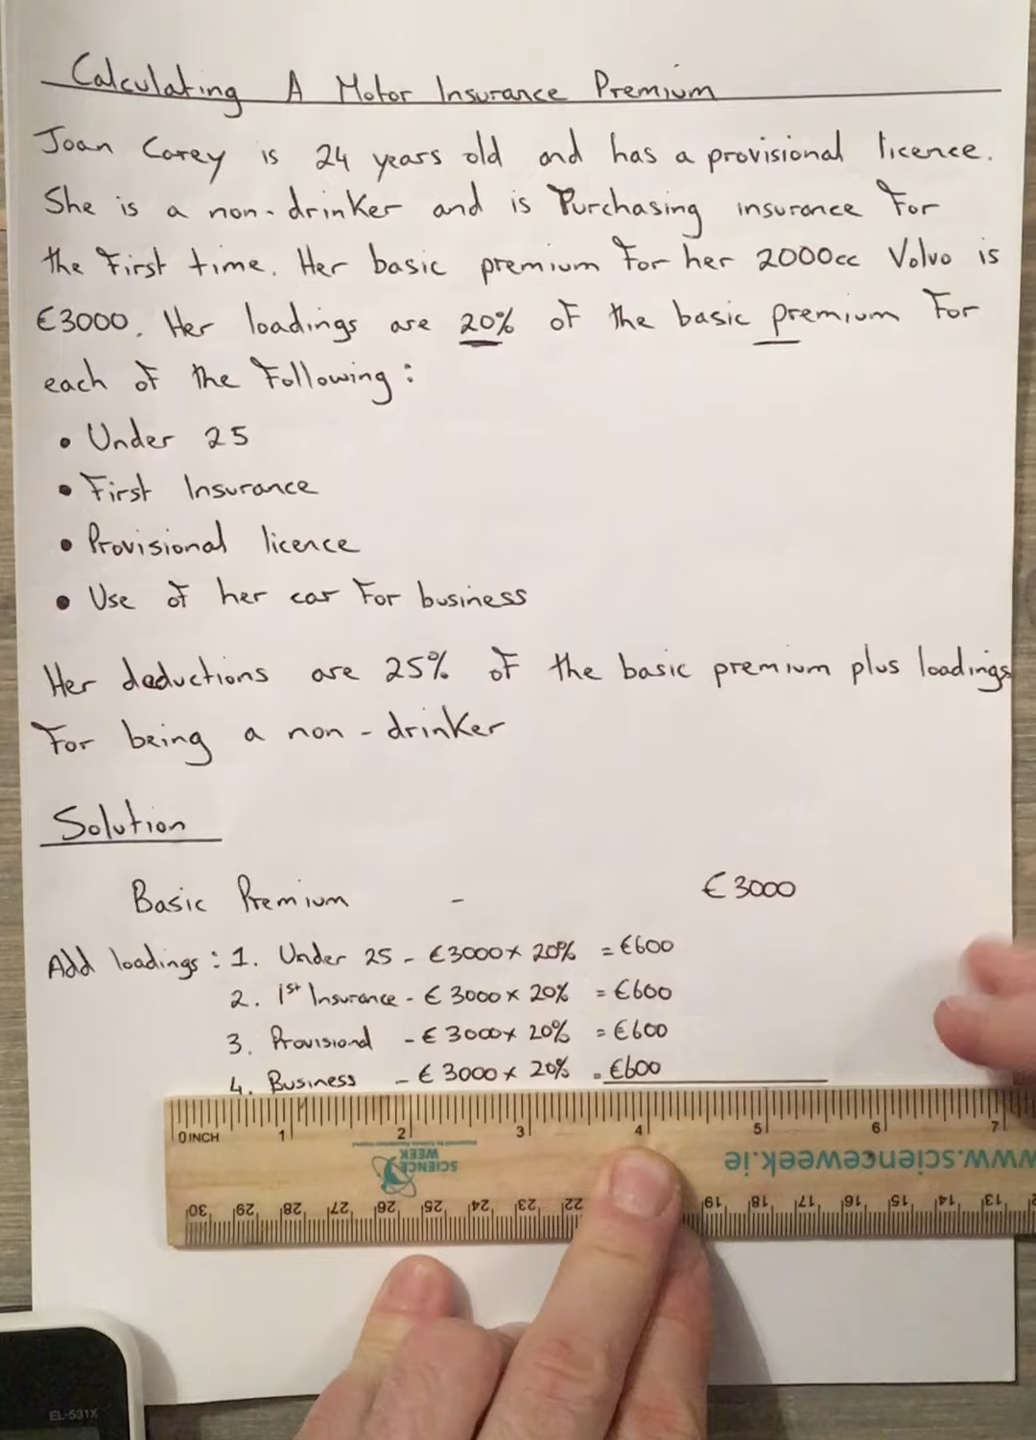 Calculating A Motor Insurance Premium
Joan Carey is 24 years old and has a provisional licence.
She is a non-drinker and is Purchasing insurance For
the First time. Her basic premium for her 2000cc Volvo is
€3000. Her loadings are 20% of the basic premium For
each of the Following:
• Under 25
• First Insurance
• Provisional licence
• Use of her car For business
Her deductions are 25% of the basic premium plus loadings
For being a non-drinker
Solution
Basic Premium - €3000
Add loadings: 1. Under 25 - €3000 x 20% = €600
2. 1st Insurance - €3000 x 20% = €600
3. Provisional - €3000 x 20% = €600
4. Business - €3000 x 20% = €600
0 INCH 1 2 3 4 5 6 7
SCIENCE WEEK
www.scienceweek.ie
30 29 28 27 26 25 24 23 22 19 18 17 16 15 14 13
EL-531X